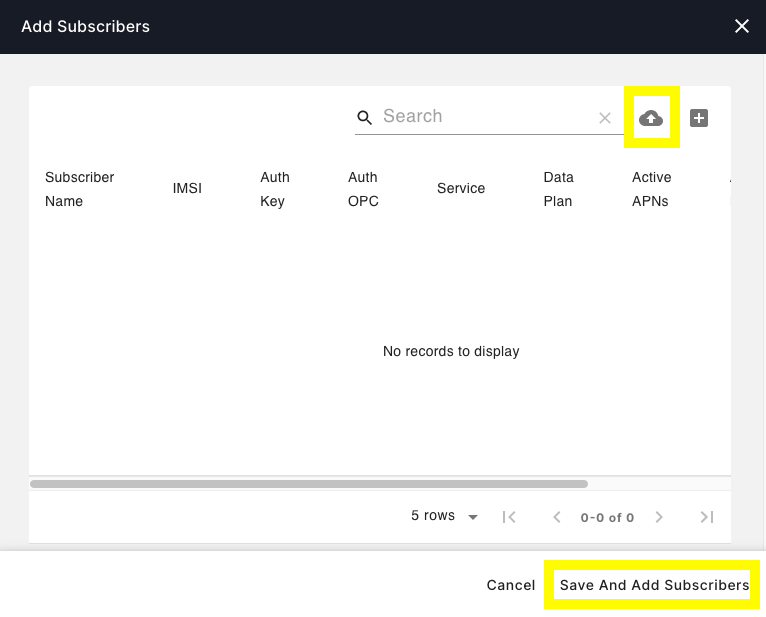 Add Subscribers
Search
Subscriber Name
IMSI
Auth Key
Auth OPC
Service
Data Plan
Active APNs
No records to display
5 rows
0-0 of 0
Cancel
Save And Add Subscribers